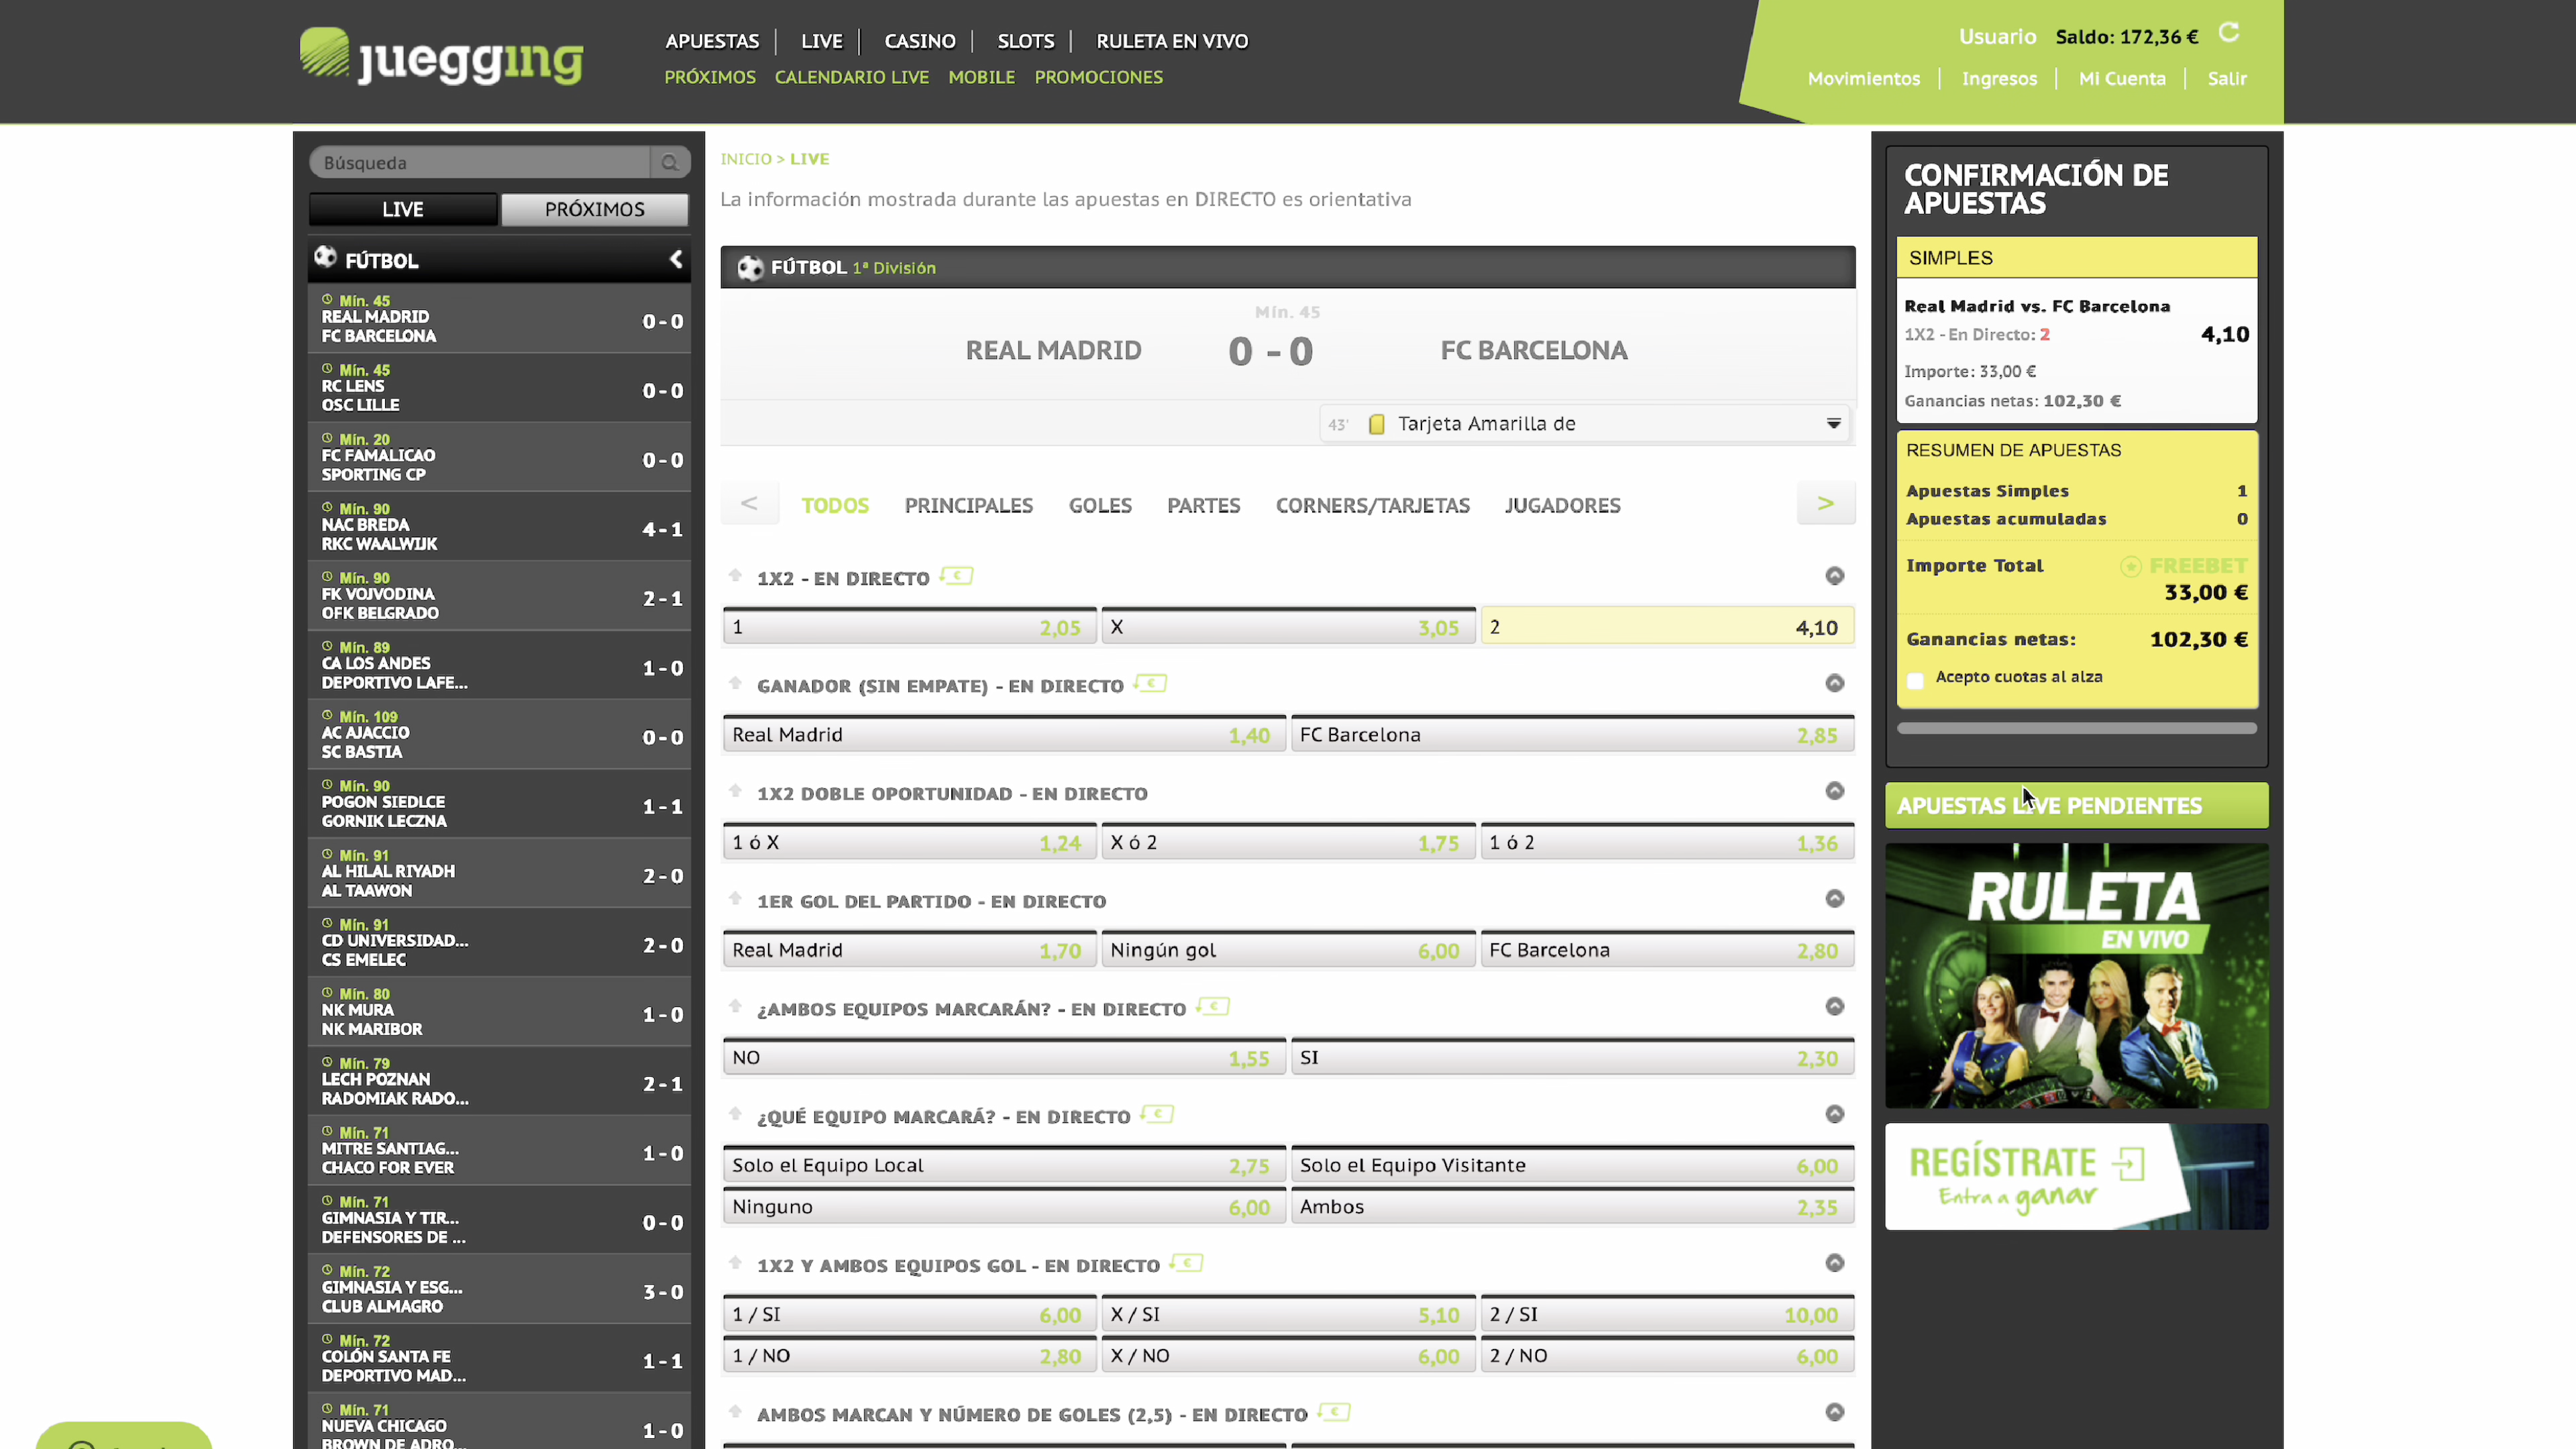 juegging
APUESTAS | LIVE | CASINO | SLOTS | RULETA EN VIVO
PRÓXIMOS CALENDARIO LIVE MOBILE PROMOCIONES
Usuario Saldo: 172,36 €
Movimientos | Ingresos | Mi Cuenta | Salir
Búsqueda
LIVE PRÓXIMOS
FÚTBOL
Mín. 45
REAL MADRID
FC BARCELONA
0 - 0
Mín. 45
RC LENS
OSC LILLE
0 - 0
Mín. 20
FC FAMALICAO
SPORTING CP
0 - 0
Mín. 90
NAC BREDA
RKC WAALWIJK
4 - 1
Mín. 90
FK VOJVODINA
OFK BELGRADO
2 - 1
Mín. 89
CA LOS ANDES
DEPORTIVO LAFE...
1 - 0
Mín. 109
AC AJACCIO
SC BASTIA
0 - 0
Mín. 90
POGON SIEDLCE
GORNIK LECZNA
1 - 1
Mín. 91
AL HILAL RIYADH
AL TAAWON
2 - 0
Mín. 91
CD UNIVERSIDAD...
CS EMELEC
2 - 0
Mín. 80
NK MURA
NK MARIBOR
1 - 0
Mín. 79
LECH POZNAN
RADOMIAK RADO...
2 - 1
Mín. 71
MITRE SANTIAG...
CHACO FOR EVER
1 - 0
Mín. 71
GIMNASIA Y TIR...
DEFENSORES DE ...
0 - 0
Mín. 72
GIMNASIA Y ESG...
CLUB ALMAGRO
3 - 0
Mín. 72
COLÓN SANTA FE
DEPORTIVO MAD...
1 - 1
Mín. 71
NUEVA CHICAGO
BROWN DE ADRO...
1 - 0
INICIO > LIVE
La información mostrada durante las apuestas en DIRECTO es orientativa
FÚTBOL 1ª División
Mín. 45
REAL MADRID 0 - 0 FC BARCELONA
43' Tarjeta Amarilla de
< TODOS PRINCIPALES GOLES PARTES CORNERS/TARJETAS JUGADORES >
1X2 - EN DIRECTO €
1 2,05 X 3,05 2 4,10
GANADOR (SIN EMPATE) - EN DIRECTO €
Real Madrid 1,40 FC Barcelona 2,85
1X2 DOBLE OPORTUNIDAD - EN DIRECTO
1 ó X 1,24 X ó 2 1,75 1 ó 2 1,36
1ER GOL DEL PARTIDO - EN DIRECTO
Real Madrid 1,70 Ningún gol 6,00 FC Barcelona 2,80
¿AMBOS EQUIPOS MARCARÁN? - EN DIRECTO €
NO 1,55 SI 2,30
¿QUÉ EQUIPO MARCARÁ? - EN DIRECTO €
Solo el Equipo Local 2,75 Solo el Equipo Visitante 6,00
Ninguno 6,00 Ambos 2,35
1X2 Y AMBOS EQUIPOS GOL - EN DIRECTO €
1 / SI 6,00 X / SI 5,10 2 / SI 10,00
1 / NO 2,80 X / NO 6,00 2 / NO 6,00
AMBOS MARCAN Y NÚMERO DE GOLES (2,5) - EN DIRECTO €
CONFIRMACIÓN DE
APUESTAS
SIMPLES
Real Madrid vs. FC Barcelona
1X2 - En Directo: 2 4,10
Importe: 33,00 €
Ganancias netas: 102,30 €
RESUMEN DE APUESTAS
Apuestas Simples 1
Apuestas acumuladas 0
Importe Total FREEBET
33,00 €
Ganancias netas: 102,30 €
Acepto cuotas al alza
APUESTAS LIVE PENDIENTES
RULETA
EN VIVO
REGÍSTRATE
Entra a ganar